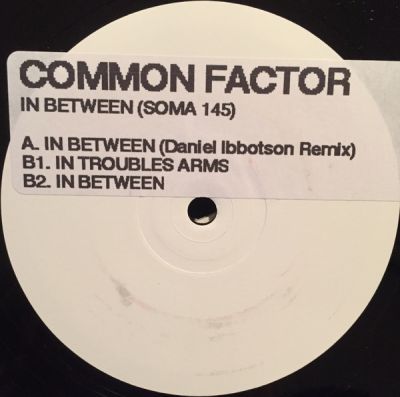 COMMON FACTOR
IN BETWEEN (SOMA 145)
A. IN BETWEEN (Daniel Ibbotson Remix)
B1. IN TROUBLES ARMS
B2. IN BETWEEN